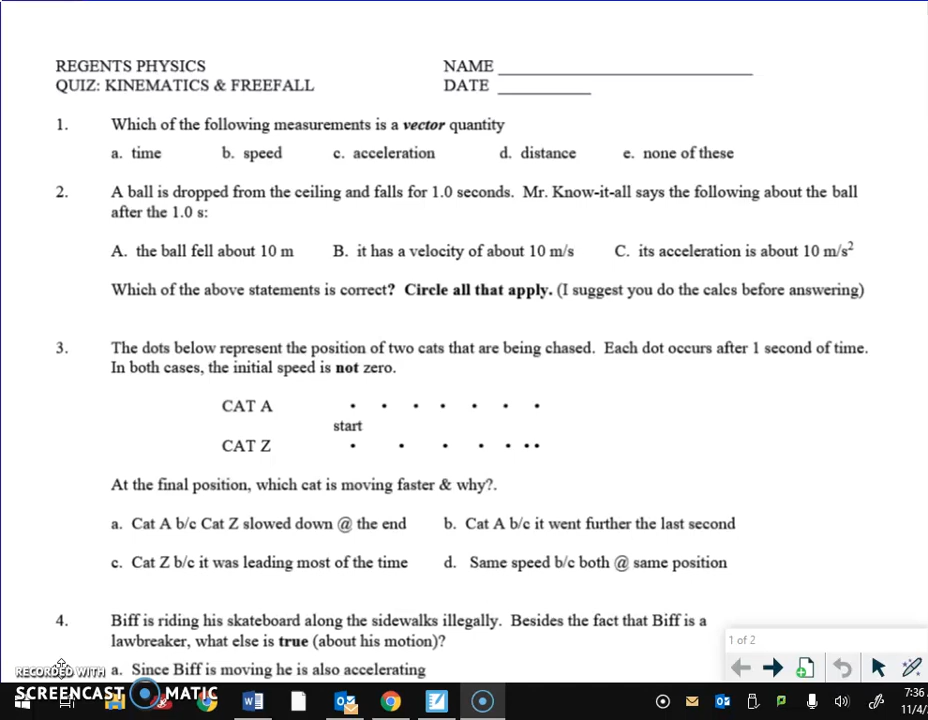 REGENTS PHYSICS NAME
QUIZ: KINEMATICS & FREEFALL DATE
1. Which of the following measurements is a vector quantity
a. time b. speed c. acceleration d. distance e. none of these
2. A ball is dropped from the ceiling and falls for 1.0 seconds. Mr. Know-it-all says the following about the ball
after the 1.0 s:
A. the ball fell about 10 m B. it has a velocity of about 10 m/s C. its acceleration is about 10 m/s²
Which of the above statements is correct? Circle all that apply. (I suggest you do the calcs before answering)
3. The dots below represent the position of two cats that are being chased. Each dot occurs after 1 second of time.
In both cases, the initial speed is not zero.
CAT A
start
CAT Z
At the final position, which cat is moving faster & why?.
a. Cat A b/c Cat Z slowed down @ the end b. Cat A b/c it went further the last second
c. Cat Z b/c it was leading most of the time d. Same speed b/c both @ same position
4. Biff is riding his skateboard along the sidewalks illegally. Besides the fact that Biff is a
lawbreaker, what else is true (about his motion)?
1 of 2
a. Since Biff is moving he is also accelerating
RECORDED WITH
SCREENCAST MATIC
7:36
11/4/